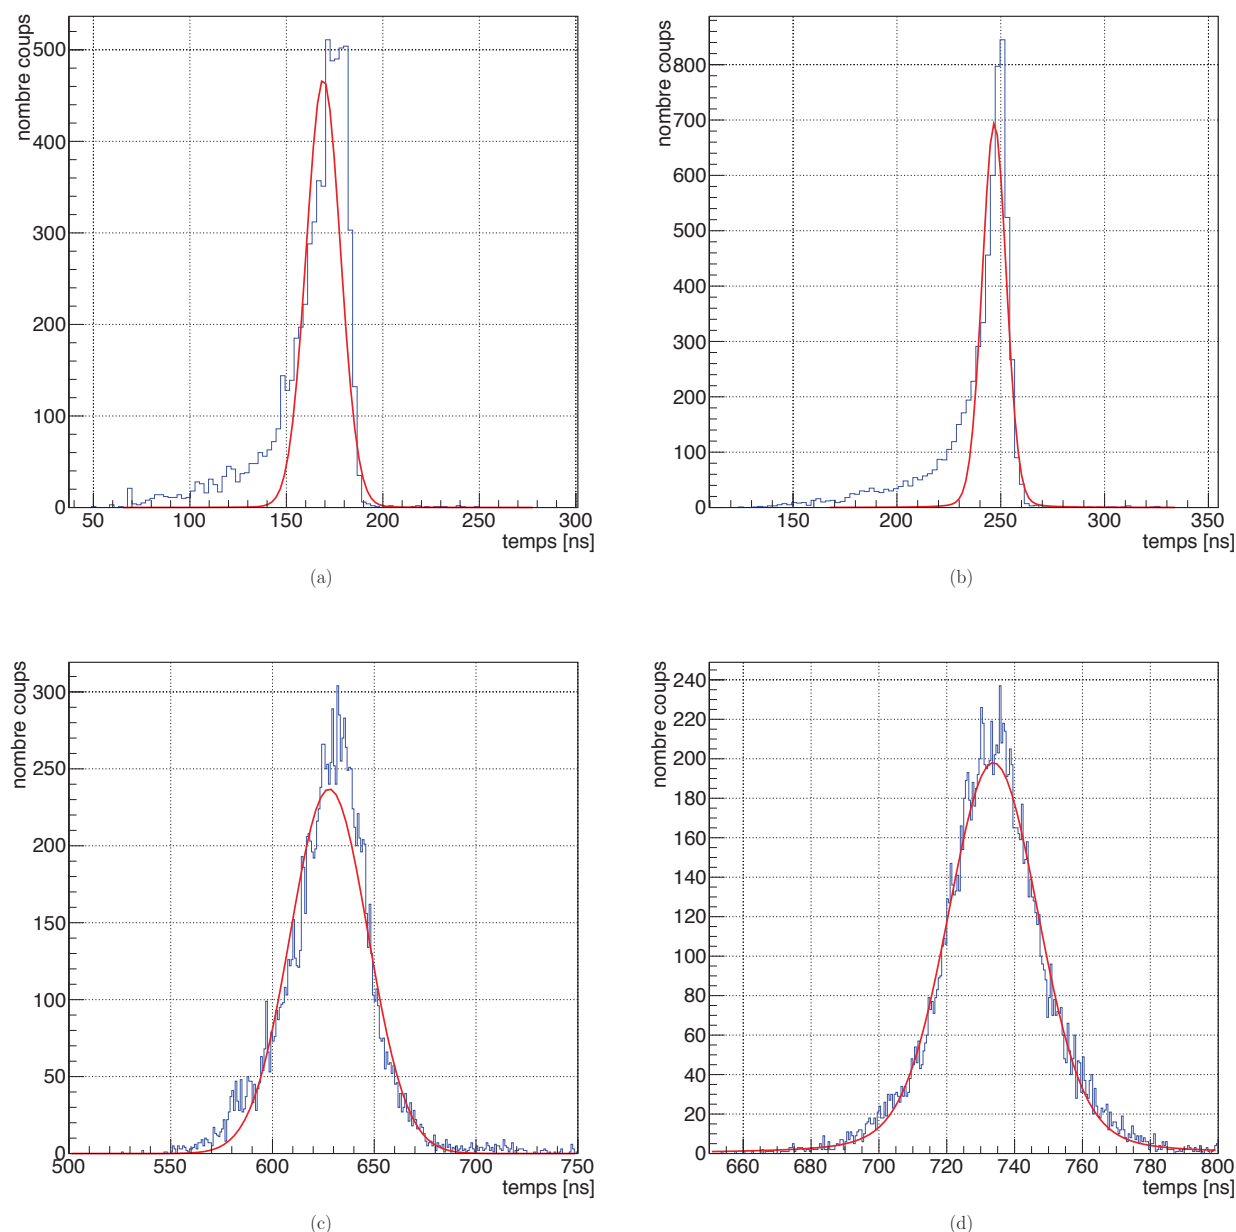 nombre coups
500
400
300
200
100
0
50 100 150 200 250 300
temps [ns]
(a)
nombre coups
800
700
600
500
400
300
200
100
0
150 200 250 300 350
temps [ns]
(b)
nombre coups
300
250
200
150
100
50
0
500 550 600 650 700 750
temps [ns]
(c)
nombre coups
240
220
200
180
160
140
120
100
80
60
40
20
0
660 680 700 720 740 760 780 800
temps [ns]
(d)